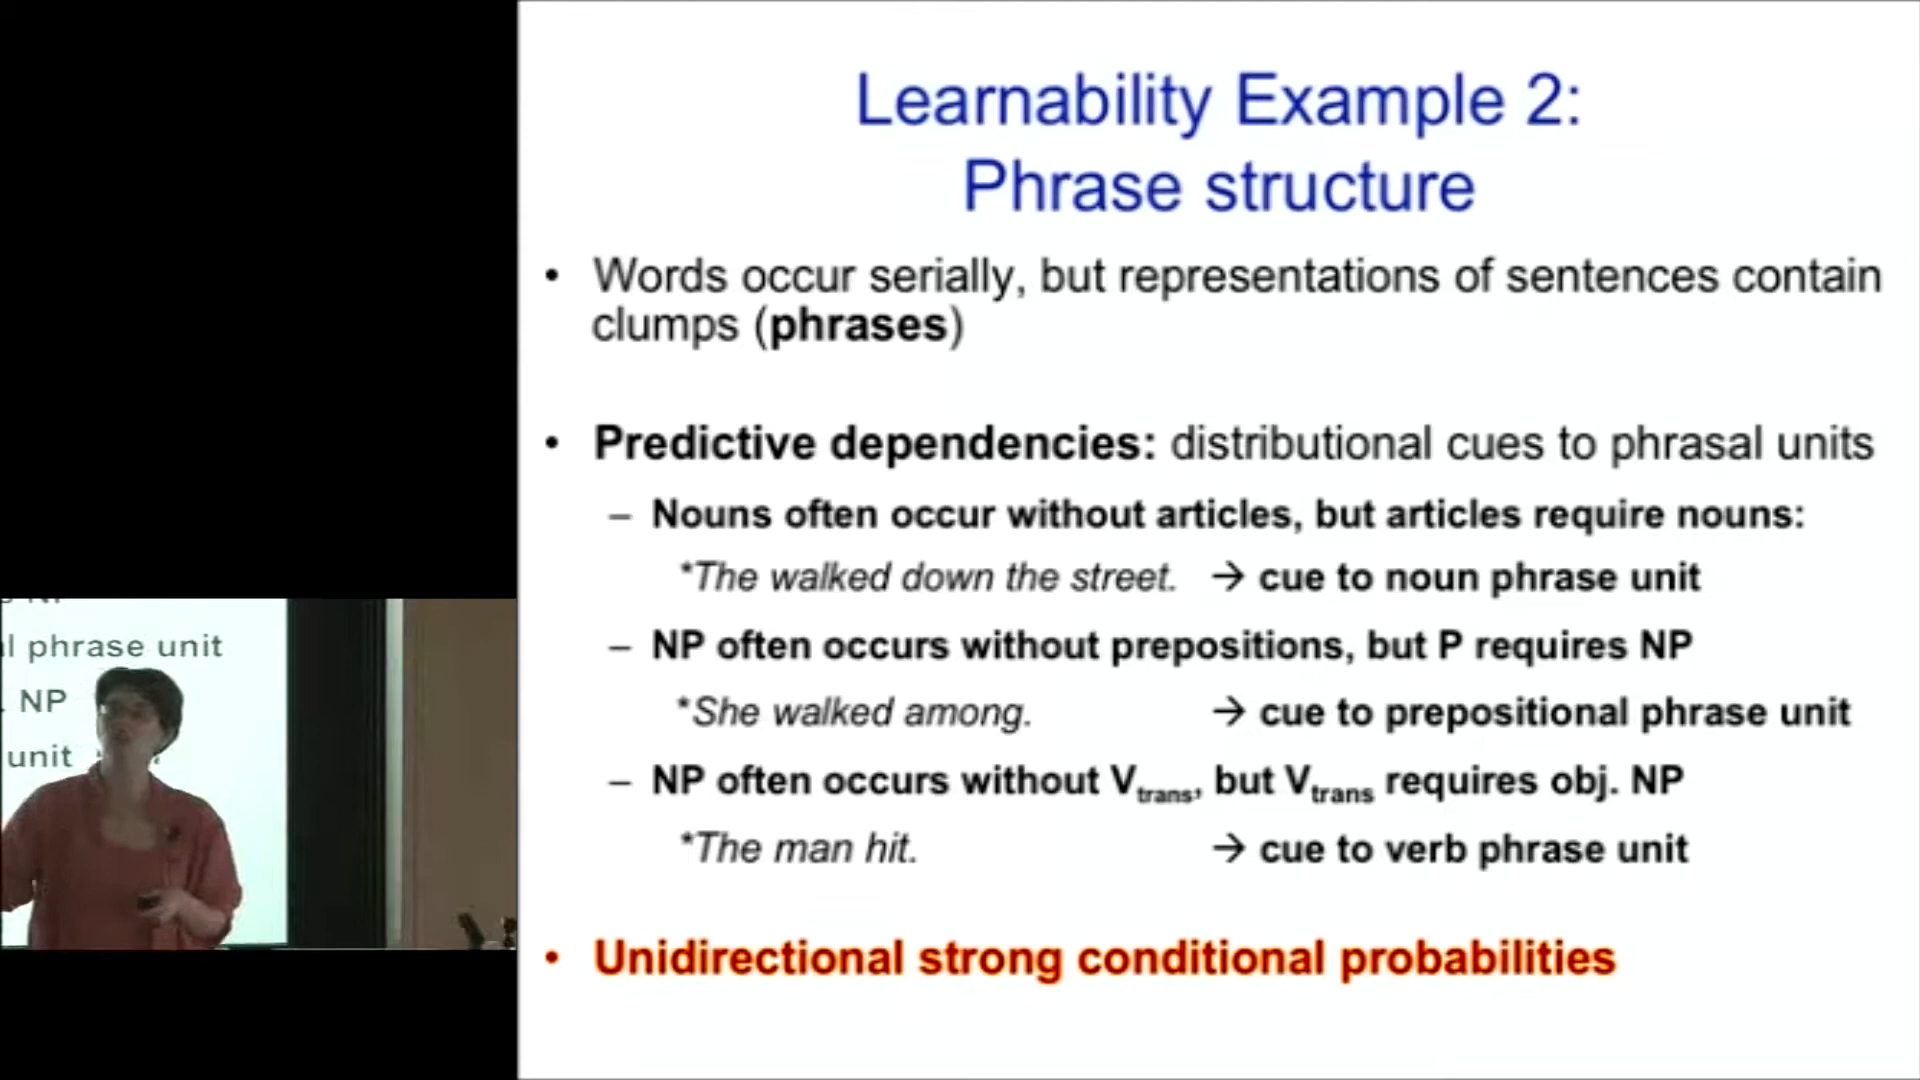 Learnability Example 2:
Phrase structure
• Words occur serially, but representations of sentences contain
clumps (phrases)
• Predictive dependencies: distributional cues to phrasal units
– Nouns often occur without articles, but articles require nouns:
*The walked down the street. → cue to noun phrase unit
– NP often occurs without prepositions, but P requires NP
*She walked among. → cue to prepositional phrase unit
– NP often occurs without Vtrans, but Vtrans requires obj. NP
*The man hit. → cue to verb phrase unit
• Unidirectional strong conditional probabilities
l phrase unit
. NP
unit